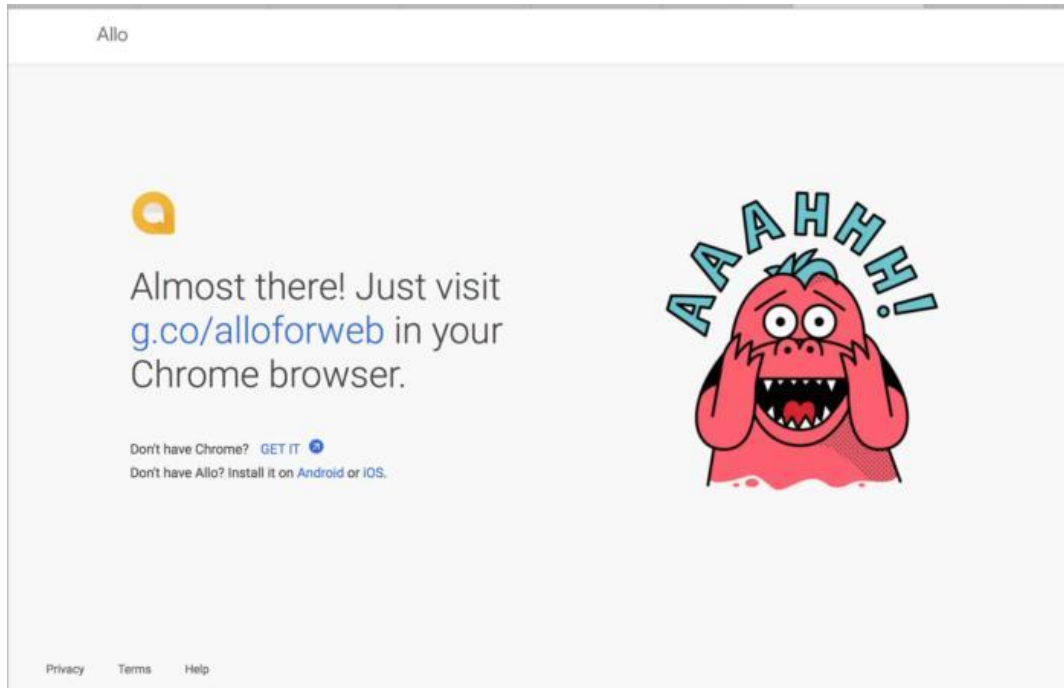 Allo
Almost there! Just visit
g.co/alloforweb in your
Chrome browser.
Don't have Chrome? GET IT
Don't have Allo? Install it on Android or iOS.
AAAAHHH!
Privacy Terms Help